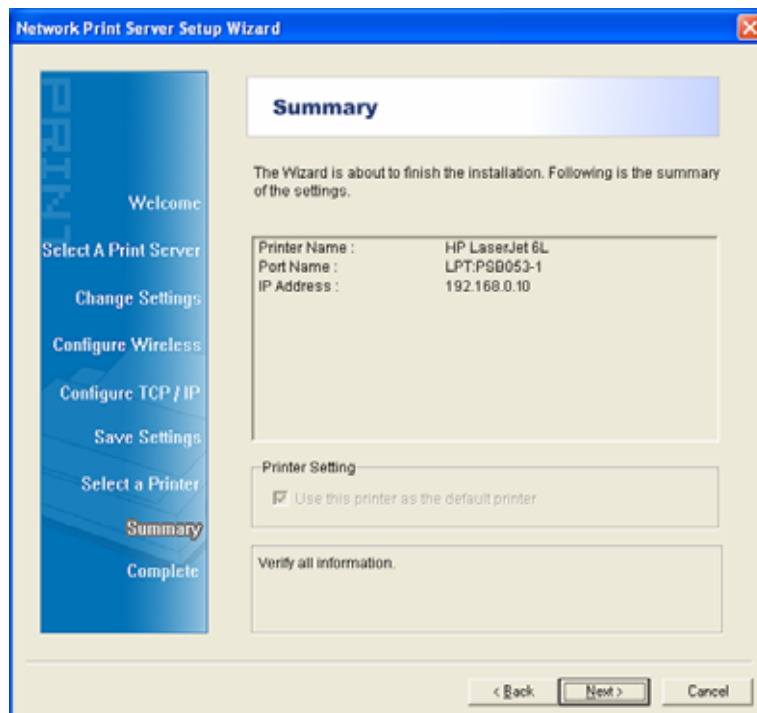 Network Print Server Setup Wizard
PRINT
Welcome
Select A Print Server
Change Settings
Configure Wireless
Configure TCP / IP
Save Settings
Select a Printer
Summary
Complete
Summary
The Wizard is about to finish the installation. Following is the summary
of the settings.
Printer Name : HP LaserJet 6L
Port Name : LPT:PSB053-1
IP Address : 192.168.0.10
Printer Setting
Use this printer as the default printer
Verify all information.
< Back
Next >
Cancel